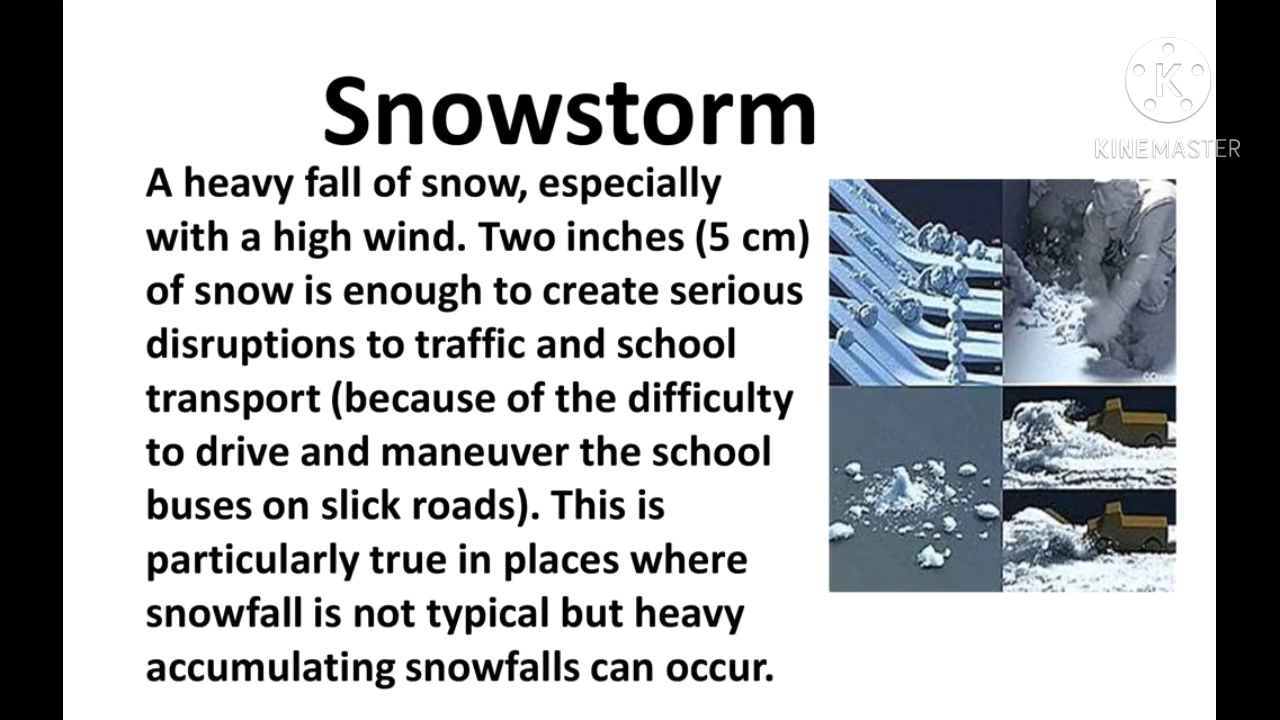 Snowstorm
K
KINEMASTER
A heavy fall of snow, especially
with a high wind. Two inches (5 cm)
of snow is enough to create serious
disruptions to traffic and school
transport (because of the difficulty
to drive and maneuver the school
buses on slick roads). This is
particularly true in places where
snowfall is not typical but heavy
accumulating snowfalls can occur.